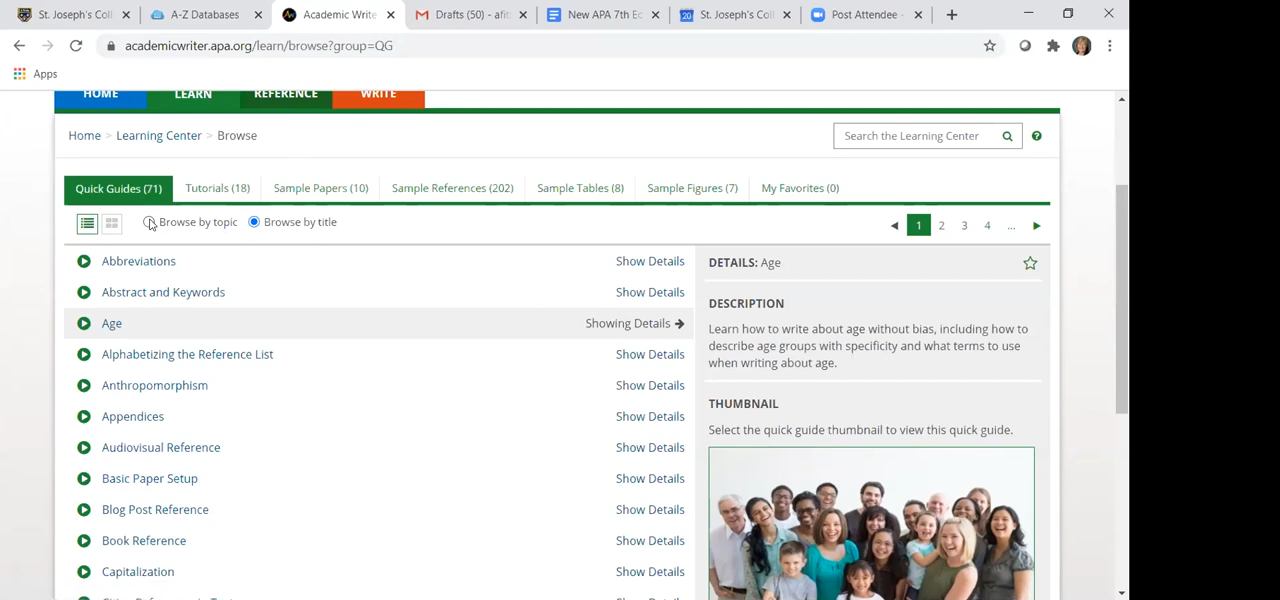 St. Joseph's Coll
A-Z Databases
Academic Write
Drafts (50) - afit
New APA 7th Ec
St. Joseph's Coll
Post Attendee -
academicwriter.apa.org/learn/browse?group=QG
Apps
HOME
LEARN
REFERENCE
WRITE
Home > Learning Center > Browse
Search the Learning Center
Quick Guides (71)
Tutorials (18)
Sample Papers (10)
Sample References (202)
Sample Tables (8)
Sample Figures (7)
My Favorites (0)
Browse by topic
Browse by title
1 2 3 4 ...
Abbreviations Show Details
Abstract and Keywords Show Details
Age Showing Details
Alphabetizing the Reference List Show Details
Anthropomorphism Show Details
Appendices Show Details
Audiovisual Reference Show Details
Basic Paper Setup Show Details
Blog Post Reference Show Details
Book Reference Show Details
Capitalization Show Details
DETAILS: Age
DESCRIPTION
Learn how to write about age without bias, including how to
describe age groups with specificity and what terms to use
when writing about age.
THUMBNAIL
Select the quick guide thumbnail to view this quick guide.